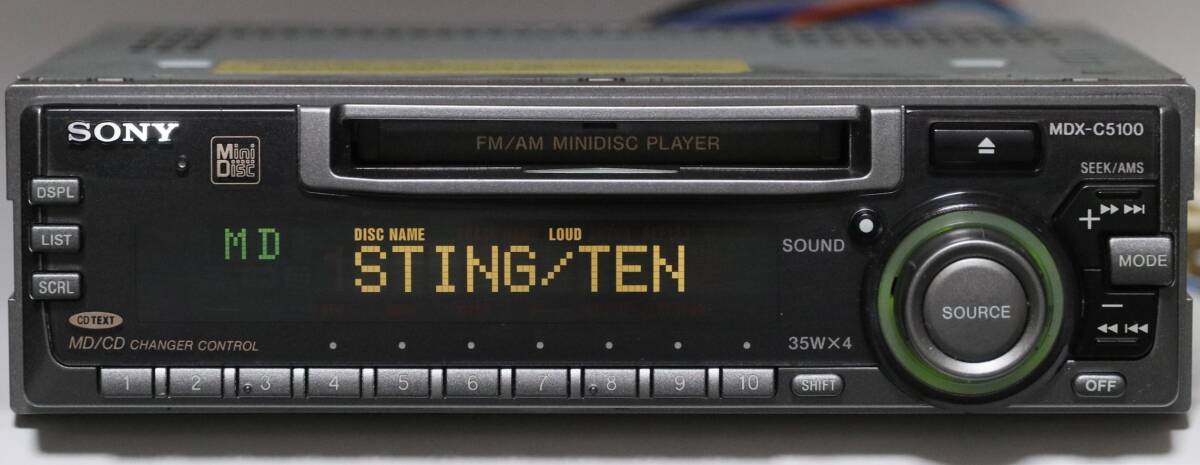 SONY
FM/AM MINIDISC PLAYER
MDX-C5100
Mini
Disc
SEEK/AMS
DSPL
LIST
SCRL
MD
DISC NAME
LOUD
STING/TEN
SOUND
+
MODE
SOURCE
−
CD TEXT
MD/CD CHANGER CONTROL
35W×4
1 2 3 4 5 6 7 8 9 10
SHIFT
OFF